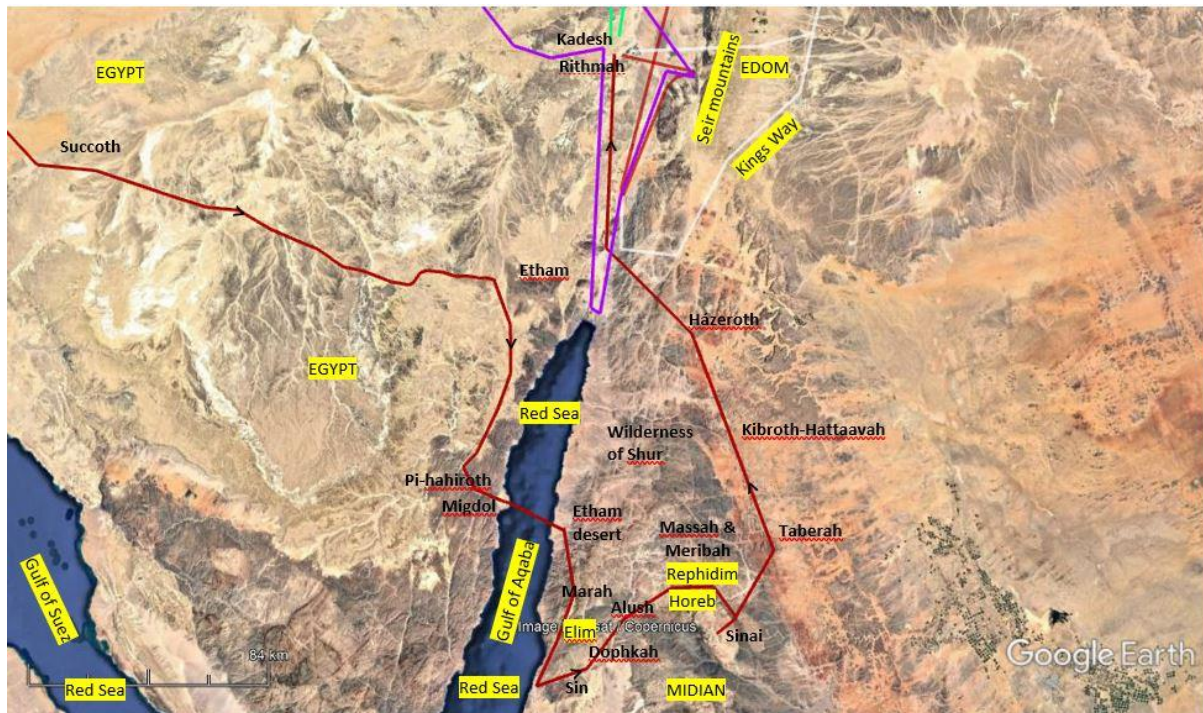 Kadesh
Rithmah
EGYPT
EDOM
Seir mountains
Kings Way
Succoth
Etham
Házeroth
EGYPT
Red Sea
Wilderness
of Shur
Kibroth-Hattaavah
Pi-hahiroth
Migdol
Etham
desert
Massah &
Meribah
Taberah
Rephidim
Gulf of Suez
Gulf of Aqaba
Marah
Alush
Horeb
Elim
Sinai
Dophkah
84 km
Google Earth
Red Sea
Red Sea
Sin
MIDIAN